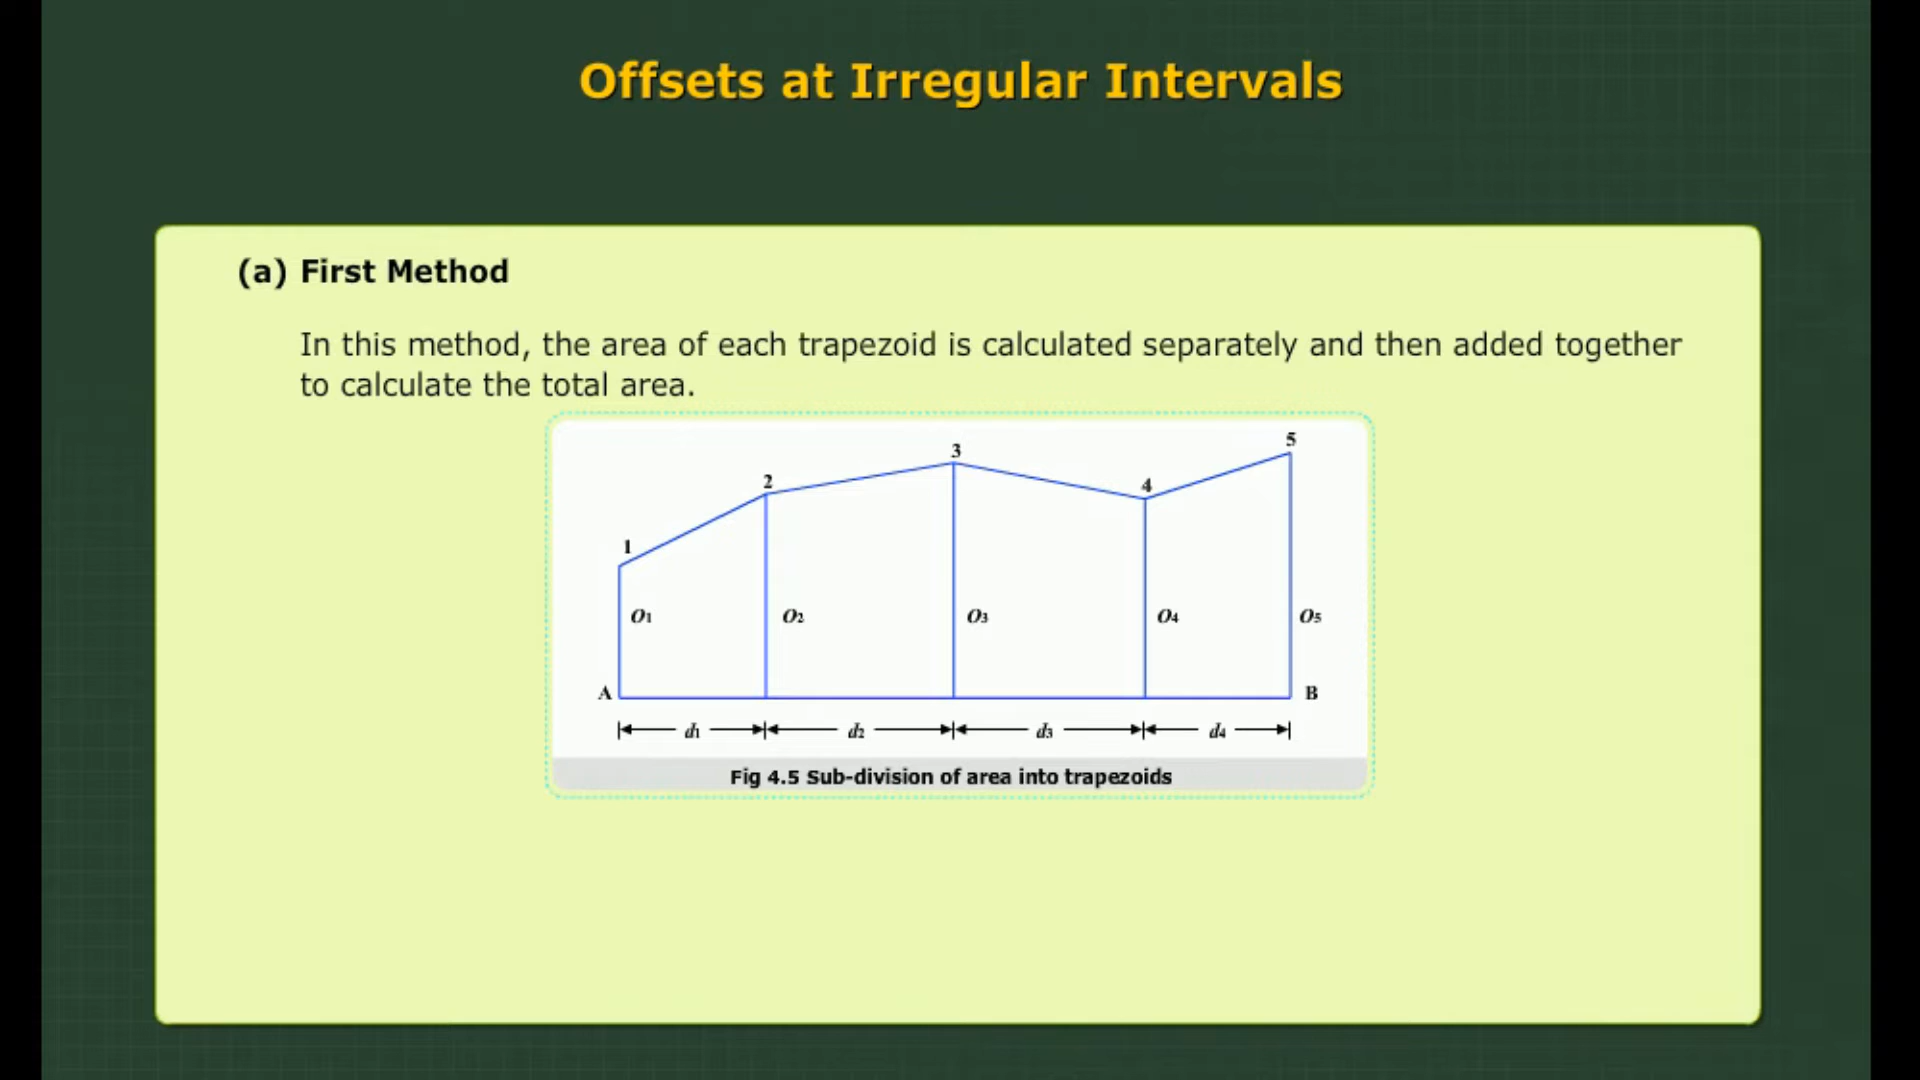 Offsets at Irregular Intervals
(a) First Method
In this method, the area of each trapezoid is calculated separately and then added together
to calculate the total area.
5
3
2
4
1
O1 O2 O3 O4 O5
A B
d1 d2 d3 d4
Fig 4.5 Sub-division of area into trapezoids